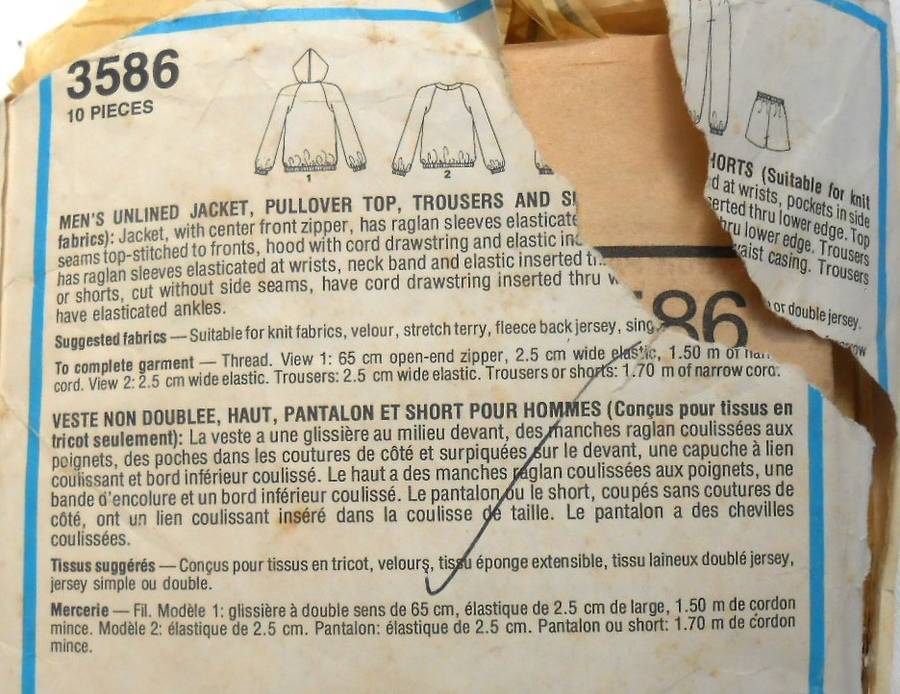 3586
10 PIECES
1
2
MEN'S UNLINED JACKET, PULLOVER TOP, TROUSERS AND SHORTS (Suitable for knit
fabrics): Jacket, with center front zipper, has raglan sleeves elasticated at wrists, pockets in side
seams top-stitched to fronts, hood with cord drawstring and elastic inserted thru lower edge. Top
has raglan sleeves elasticated at wrists, neck band and elastic inserted thru lower edge. Trousers
or shorts, cut without side seams, have cord drawstring inserted thru waist casing. Trousers
have elasticated ankles.
Suggested fabrics — Suitable for knit fabrics, velour, stretch terry, fleece back jersey, sing or double jersey.
86
To complete garment — Thread. View 1: 65 cm open-end zipper, 2.5 cm wide elastic, 1.50 m of narrow
cord. View 2: 2.5 cm wide elastic. Trousers: 2.5 cm wide elastic. Trousers or shorts: 1.70 m of narrow cord.
VESTE NON DOUBLEE, HAUT, PANTALON ET SHORT POUR HOMMES (Conçus pour tissus en
tricot seulement): La veste a une glissière au milieu devant, des manches raglan coulissées aux
poignets, des poches dans les coutures de côté et surpiquées sur le devant, une capuche à lien
coulissant et bord inférieur coulissé. Le haut a des manches raglan coulissées aux poignets, une
bande d'encolure et un bord inférieur coulissé. Le pantalon ou le short, coupés sans coutures de
côté, ont un lien coulissant inséré dans la coulisse de taille. Le pantalon a des chevilles
coulissées.
Tissus suggérés — Conçus pour tissus en tricot, velours, tissu éponge extensible, tissu laineux doublé jersey,
jersey simple ou double.
Mercerie — Fil. Modèle 1: glissière à double sens de 65 cm, élastique de 2.5 cm de large, 1.50 m de cordon
mince. Modèle 2: élastique de 2.5 cm. Pantalon: élastique de 2.5 cm. Pantalon ou short: 1.70 m de cordon
mince.